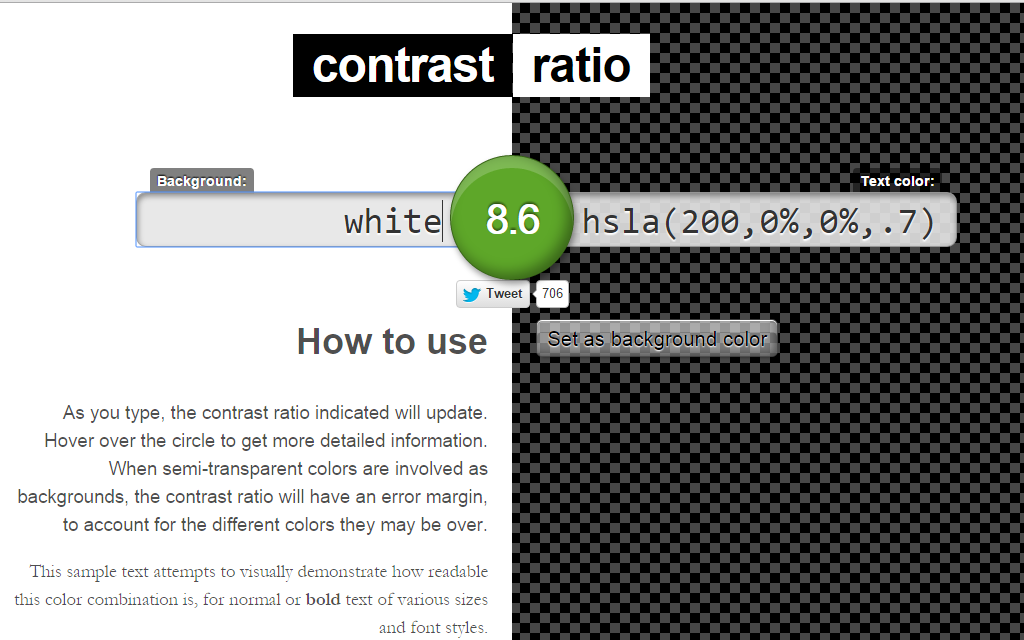 contrast ratio
Background:
Text color:
white 8.6 hsla(200,0%,0%,.7)
Tweet 706
How to use
Set as background color
As you type, the contrast ratio indicated will update.
Hover over the circle to get more detailed information.
When semi-transparent colors are involved as
backgrounds, the contrast ratio will have an error margin,
to account for the different colors they may be over.
This sample text attempts to visually demonstrate how readable
this color combination is, for normal or bold text of various sizes
and font styles.